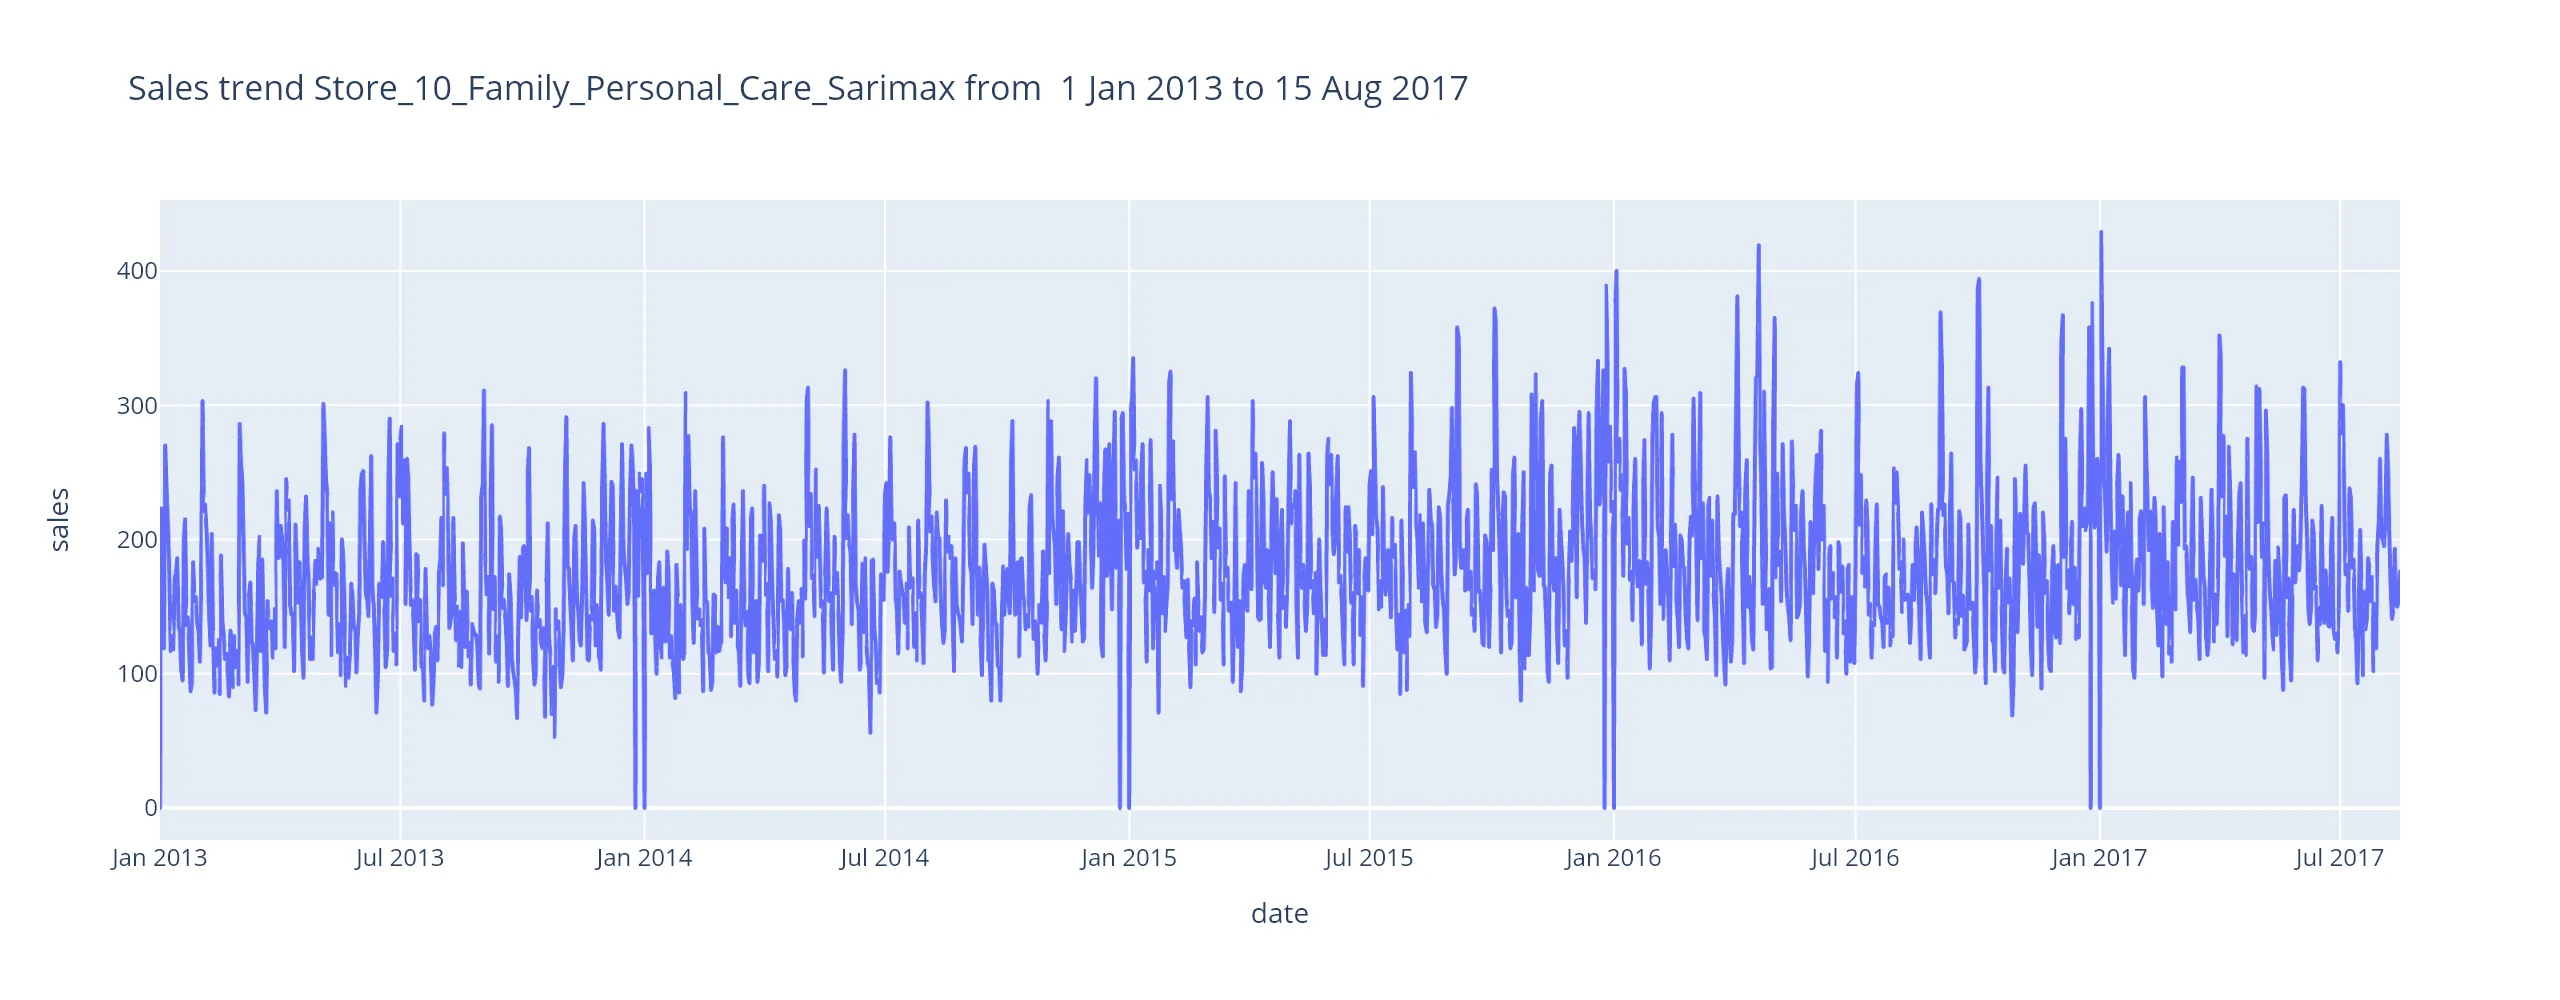 Sales trend Store_10_Family_Personal_Care_Sarimax from  1 Jan 2013 to 15 Aug 2017
sales
400
300
200
100
0
Jan 2013 Jul 2013 Jan 2014 Jul 2014 Jan 2015 Jul 2015 Jan 2016 Jul 2016 Jan 2017 Jul 2017
date